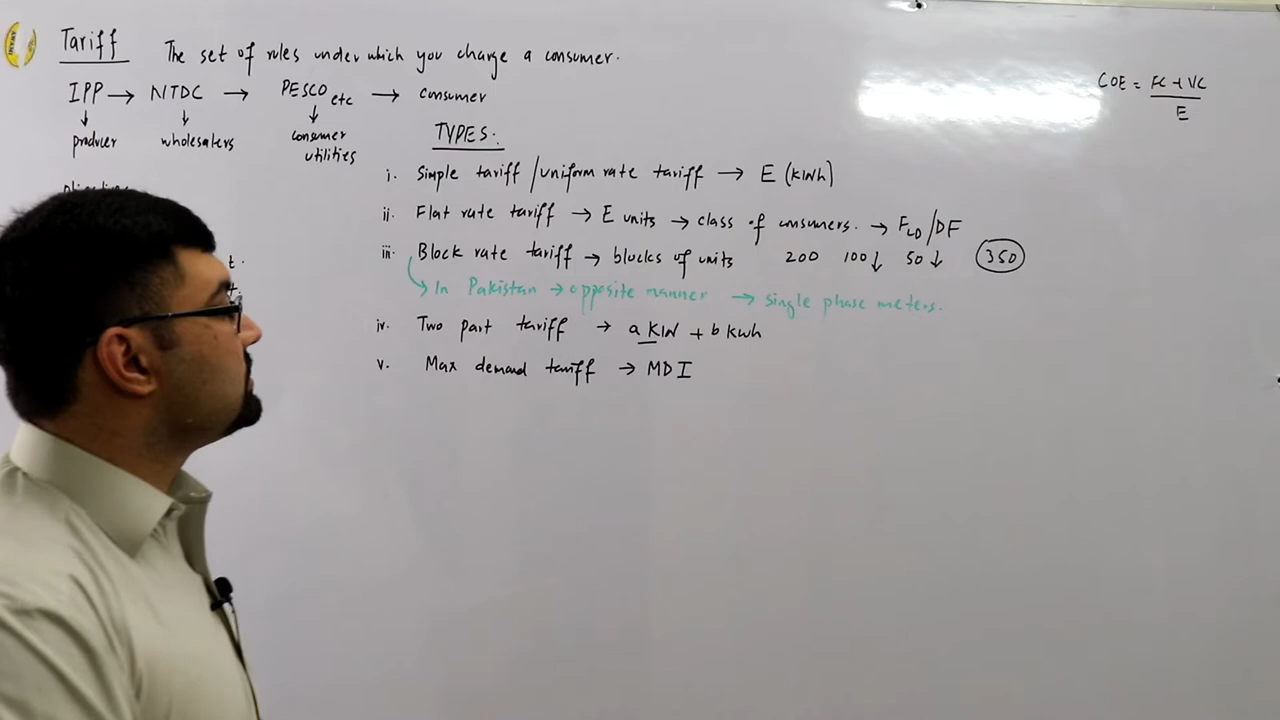 Tariff The set of rules under which you charge a consumer.
COE = FC + VC / E
IPP → NTDC → PESCO etc → consumer
↓ ↓ ↓
producer wholesalers consumer utilities
TYPES:
i. Simple tariff / uniform rate tariff → E (kWh)
ii. Flat rate tariff → E units → class of consumers. → FLD/DF
iii. Block rate tariff → blocks of units 200 100↓ 50↓ 350
↳ In Pakistan → opposite manner → single phase meters.
iv. Two part tariff → a KW + b kwh
v. Max demand tariff → MDI